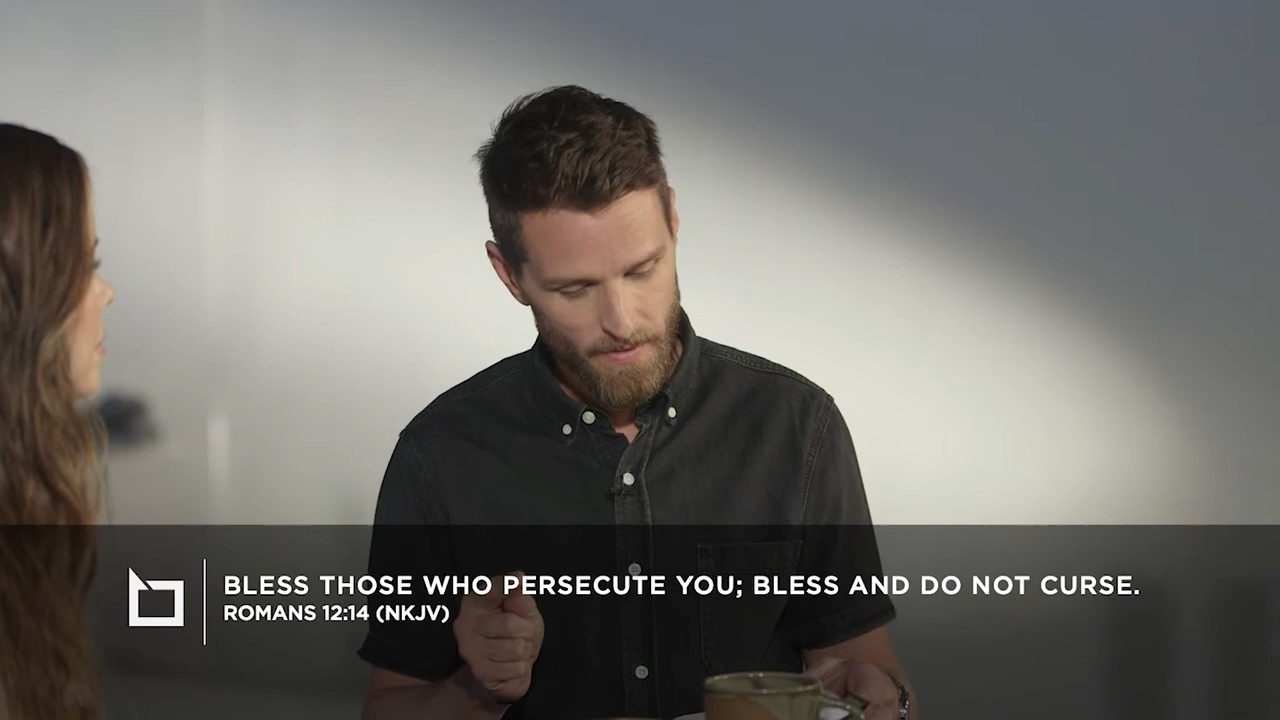 BLESS THOSE WHO PERSECUTE YOU; BLESS AND DO NOT CURSE.
ROMANS 12:14 (NKJV)